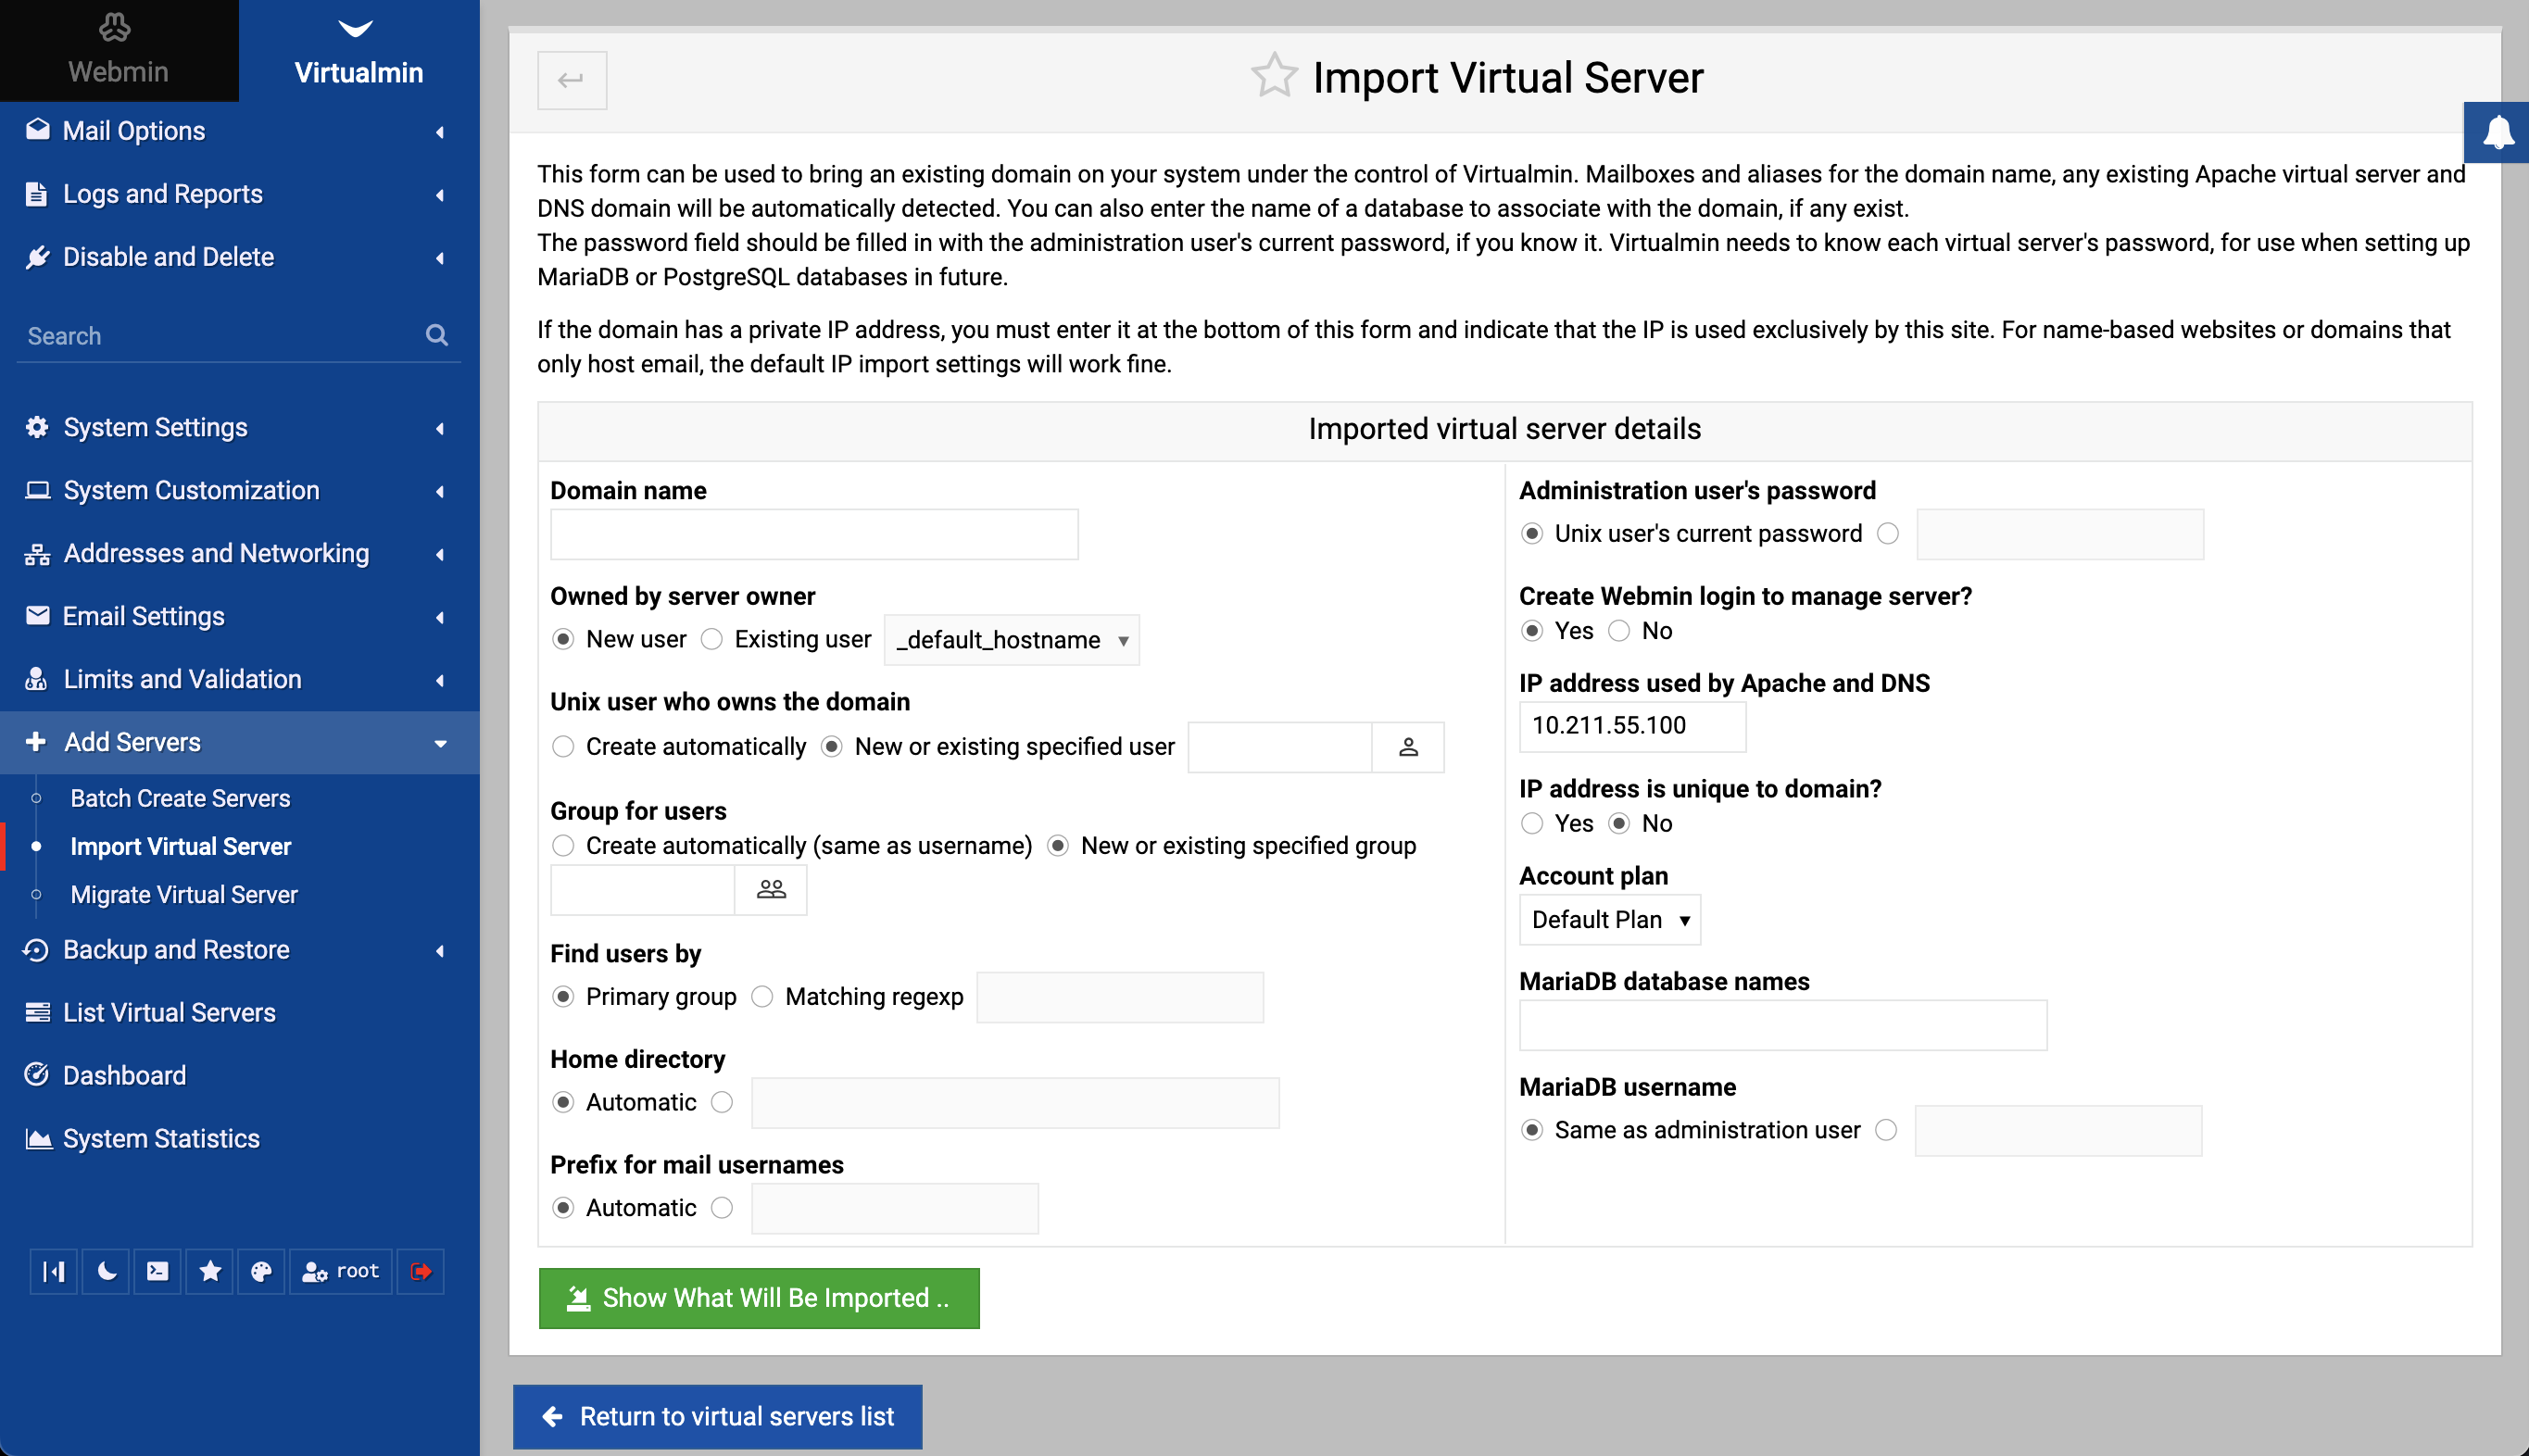 Webmin
Virtualmin
Mail Options
Logs and Reports
Disable and Delete
Search
System Settings
System Customization
Addresses and Networking
Email Settings
Limits and Validation
Add Servers
Batch Create Servers
Import Virtual Server
Migrate Virtual Server
Backup and Restore
List Virtual Servers
Dashboard
System Statistics
root
Import Virtual Server
This form can be used to bring an existing domain on your system under the control of Virtualmin. Mailboxes and aliases for the domain name, any existing Apache virtual server and
DNS domain will be automatically detected. You can also enter the name of a database to associate with the domain, if any exist.
The password field should be filled in with the administration user's current password, if you know it. Virtualmin needs to know each virtual server's password, for use when setting up
MariaDB or PostgreSQL databases in future.
If the domain has a private IP address, you must enter it at the bottom of this form and indicate that the IP is used exclusively by this site. For name-based websites or domains that
only host email, the default IP import settings will work fine.
Imported virtual server details
Domain name
Owned by server owner
New user Existing user _default_hostname
Unix user who owns the domain
Create automatically New or existing specified user
Group for users
Create automatically (same as username) New or existing specified group
Find users by
Primary group Matching regexp
Home directory
Automatic
Prefix for mail usernames
Automatic
Administration user's password
Unix user's current password
Create Webmin login to manage server?
Yes No
IP address used by Apache and DNS
10.211.55.100
IP address is unique to domain?
Yes No
Account plan
Default Plan
MariaDB database names
MariaDB username
Same as administration user
Show What Will Be Imported ..
Return to virtual servers list